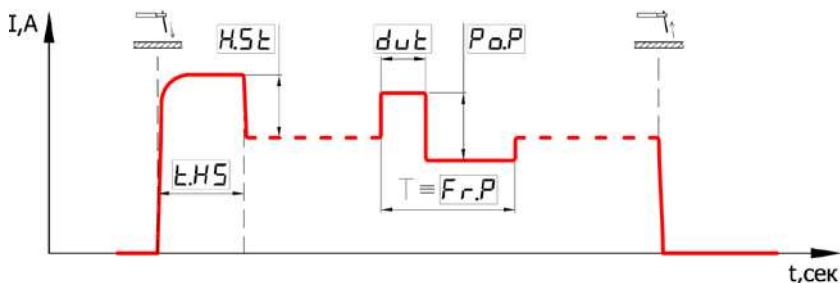 I,A
H.St
dut
Po.P
t.HS
T ≡ Fr.P
t,сек